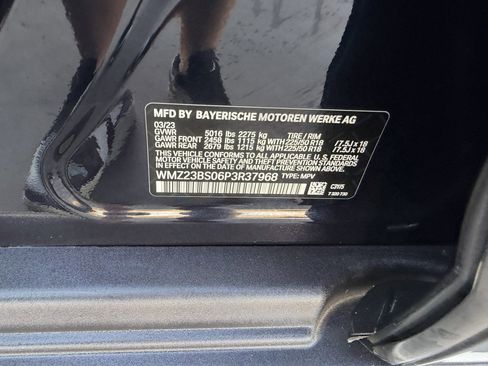 MFD BY BAYERISCHE MOTOREN WERKE AG
03/23
GVWR 5016 lbs 2275 kg TIRE / RIM
GAWR FRONT 2458 lbs 1115 kg WITH 225/50 R18 7.5J x 18
GAWR REAR 2679 lbs 1215 kg WITH 225/50 R18 7.5J x 18
THIS VEHICLE CONFORMS TO ALL APPLICABLE U.S. FEDERAL
MOTOR VEHICLE SAFETY, BUMPER AND THEFT PREVENTION STANDARDS
IN EFFECT ON THE DATE OF MANUFACTURE SHOWN ABOVE.
WMZ23BS06P3R37968 TYPE: MPV